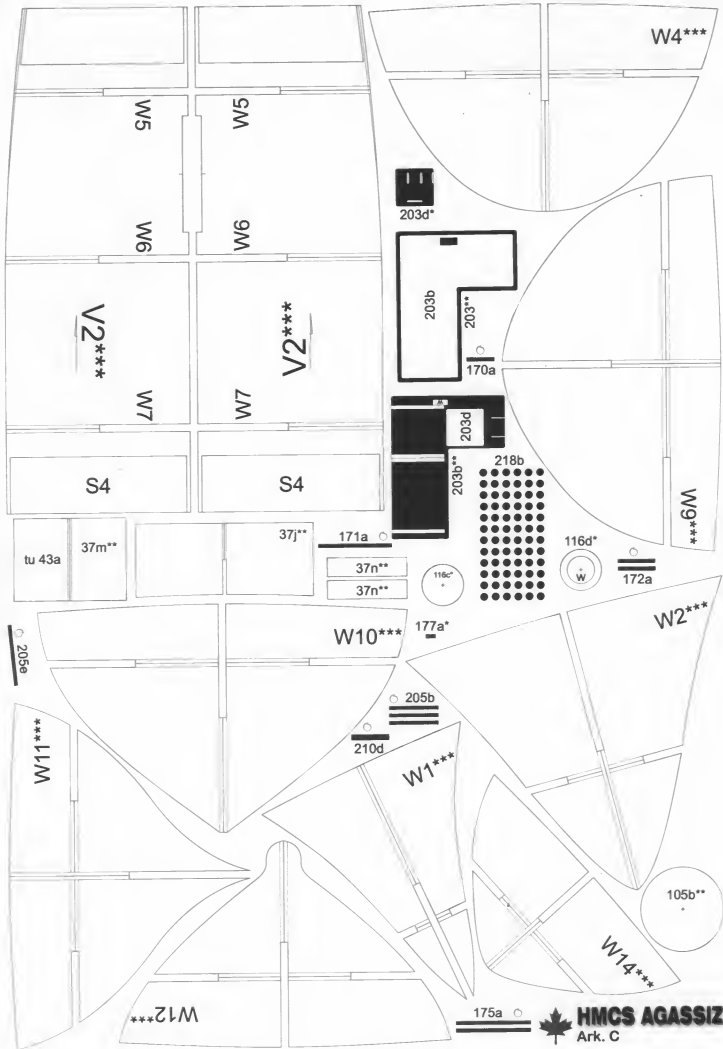 W4***
W5
W5
W6
W6
203d*
203b
203**
V2***
V2***
170a
W7
W7
203d
203b**
218b
W9***
S4
S4
tu 43a
37m**
37j**
171a
37n**
37n**
116c*
116d*
W
172a
W10***
177a*
W2***
205e
205b
210d
W11***
W1***
105b**
W14***
W12***
175a
HMCS AGASSIZ
Ark. C